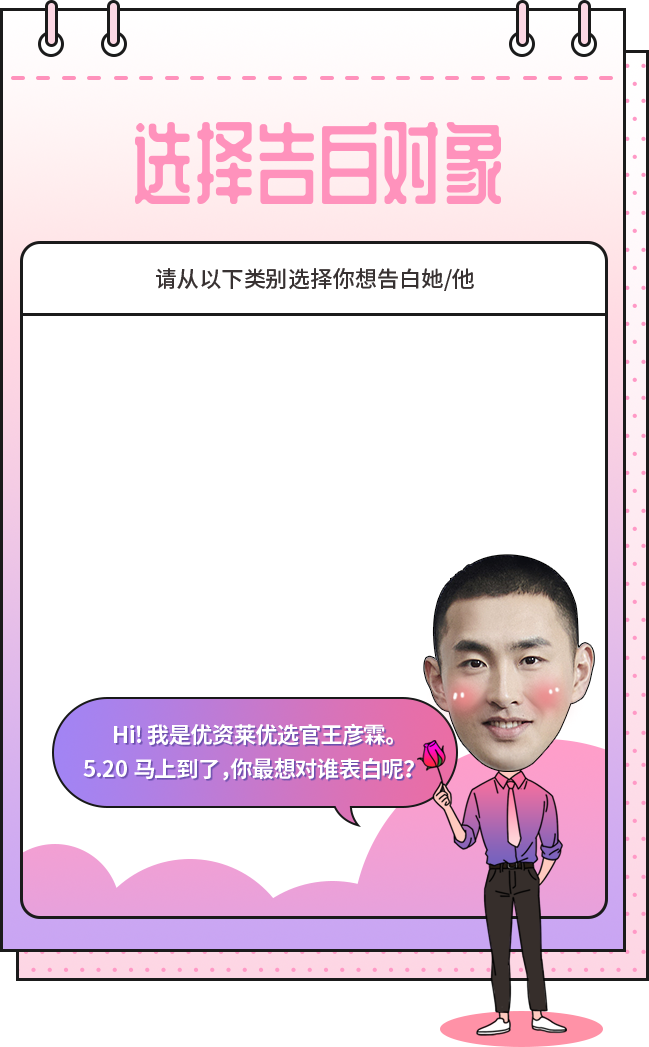 选择告白对象
请从以下类别选择你想告白她/他
Hi! 我是优资莱优选官王彦霖。
5.20 马上到了,你最想对谁表白呢?